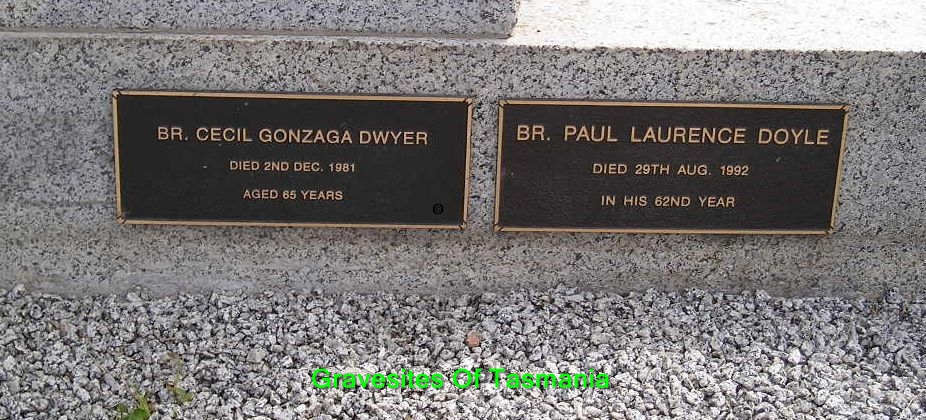 BR. CECIL GONZAGA DWYER
DIED 2ND DEC. 1981
AGED 65 YEARS
©
BR. PAUL LAURENCE DOYLE
DIED 29TH AUG. 1992
IN HIS 62ND YEAR
Gravesites Of Tasmania